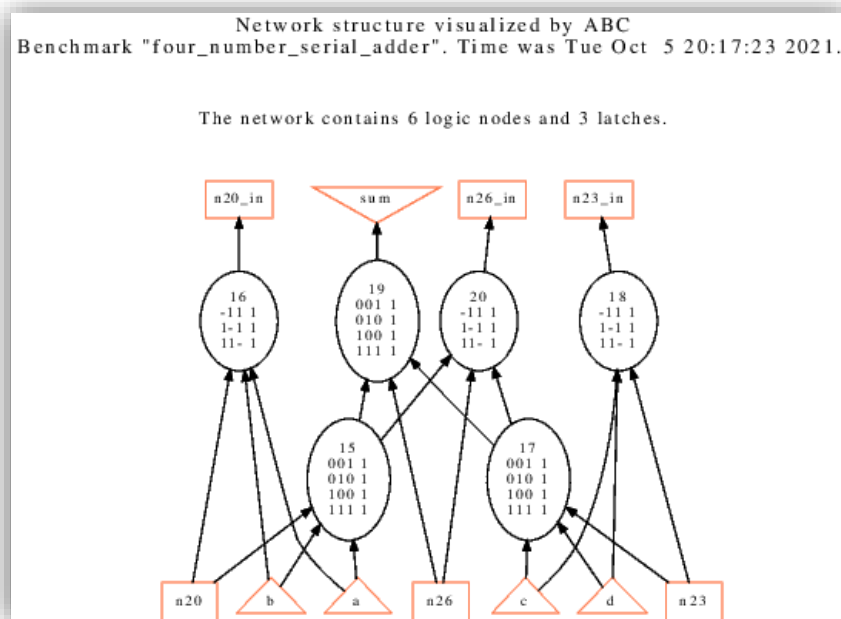 Network structure visualized by ABC
Benchmark "four_number_serial_adder". Time was Tue Oct 5 20:17:23 2021.
The network contains 6 logic nodes and 3 latches.
n20_in
sum
n26_in
n23_in
16
-11 1
1-1 1
11- 1
19
001 1
010 1
100 1
111 1
20
-11 1
1-1 1
11- 1
18
-11 1
1-1 1
11- 1
15
001 1
010 1
100 1
111 1
17
001 1
010 1
100 1
111 1
n20
b
a
n26
c
d
n23